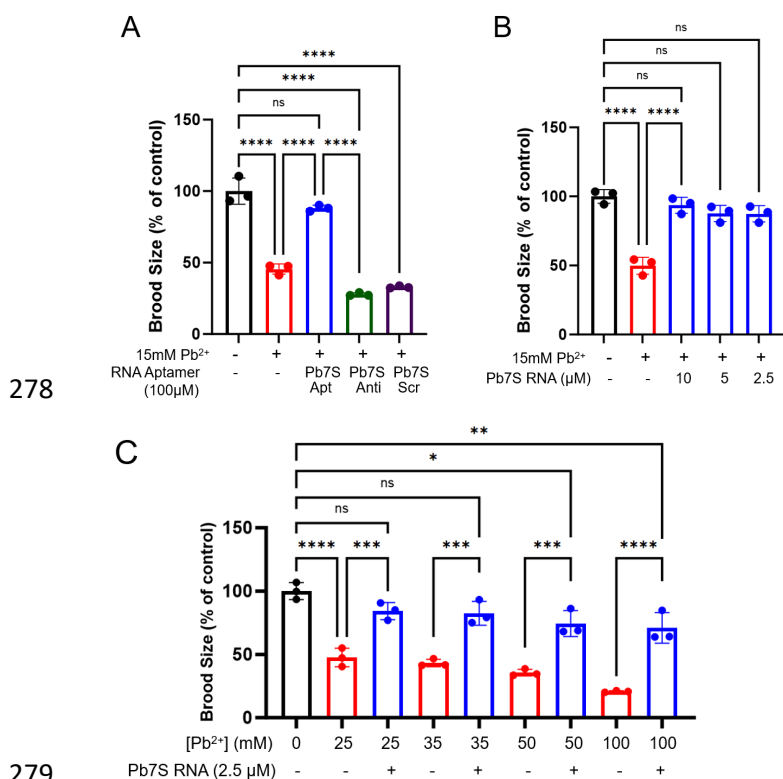 A
****
****
ns
**** **** ****
150
100
50
0
Brood Size (% of control)
15mM Pb²⁺ - + + + +
RNA Aptamer - - Pb7S Pb7S Pb7S
(100μM) Apt Anti Scr
B
ns
ns
ns
**** ****
150
100
50
0
Brood Size (% of control)
15mM Pb²⁺ - + + + +
Pb7S RNA (μM) - - 10 5 2.5
278
C
**
*
ns
ns
**** *** *** *** ****
150
100
50
0
Brood Size (% of control)
[Pb²⁺] (mM) 0 25 25 35 35 50 50 100 100
Pb7S RNA (2.5 μM) - - + - + - + - +
279